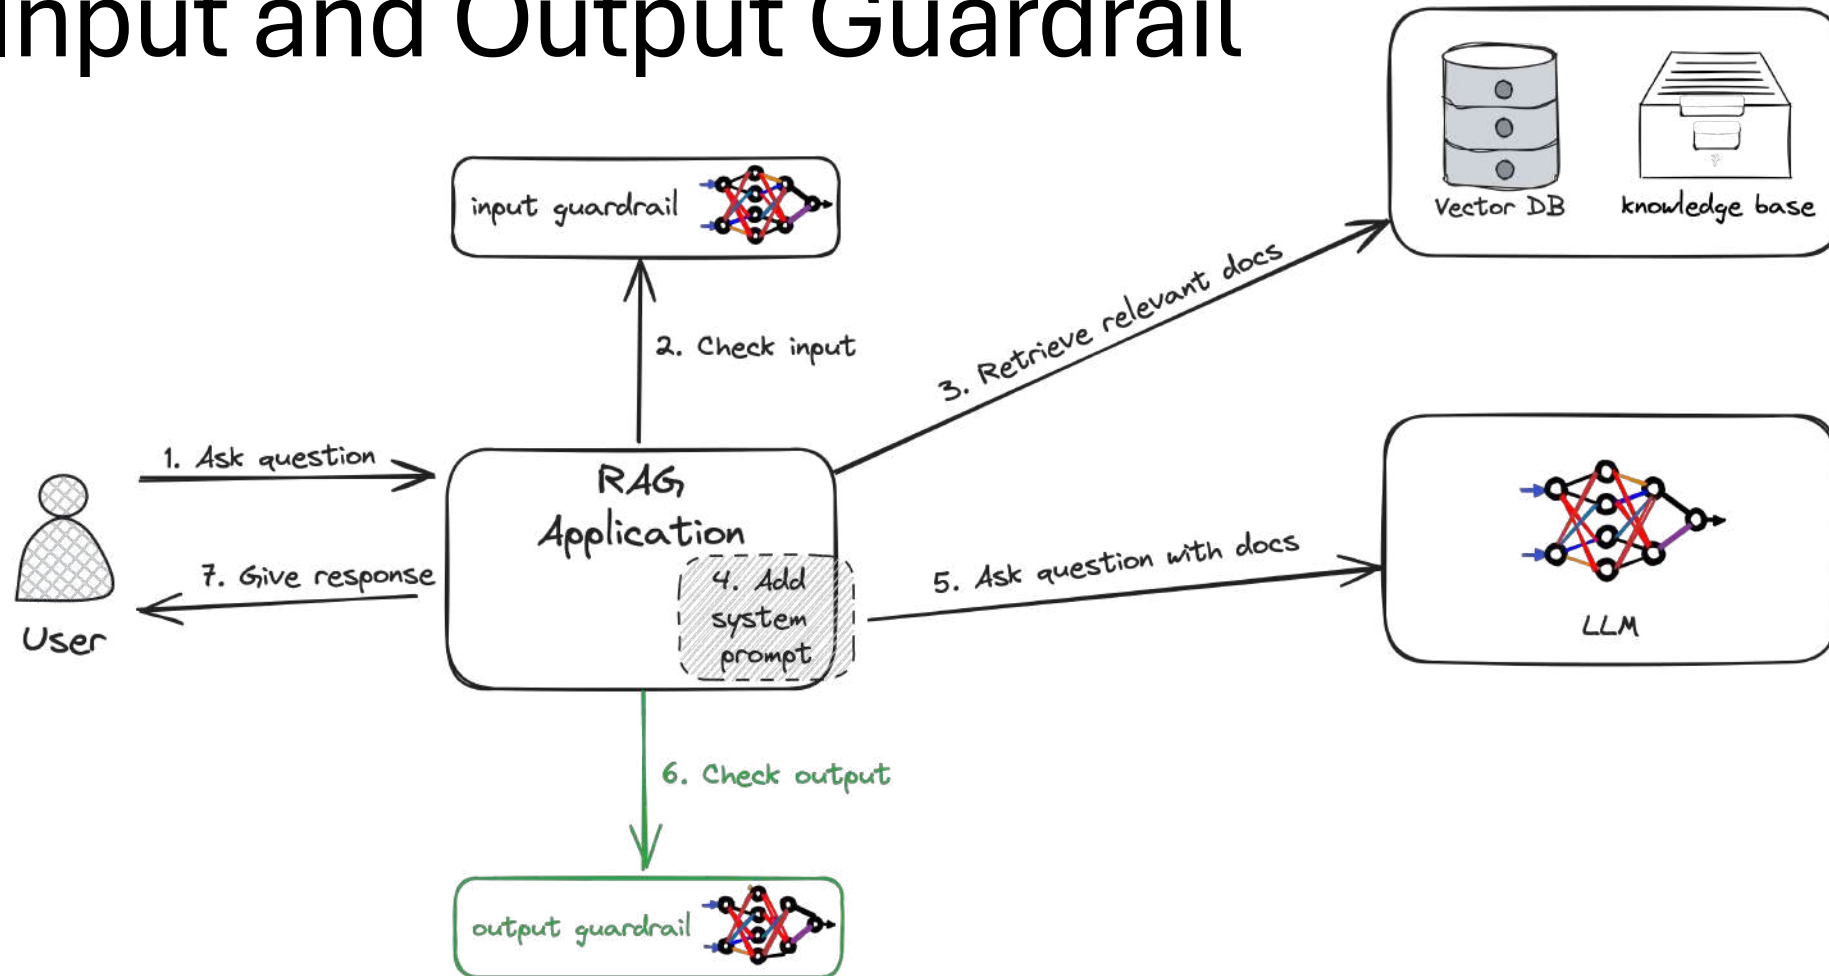 Input and Output Guardrail
Vector DB
knowledge base
input guardrail
2. Check input
3. Retrieve relevant docs
1. Ask question
RAG
Application
4. Add
system
prompt
5. Ask question with docs
7. Give response
User
LLM
6. Check output
output guardrail